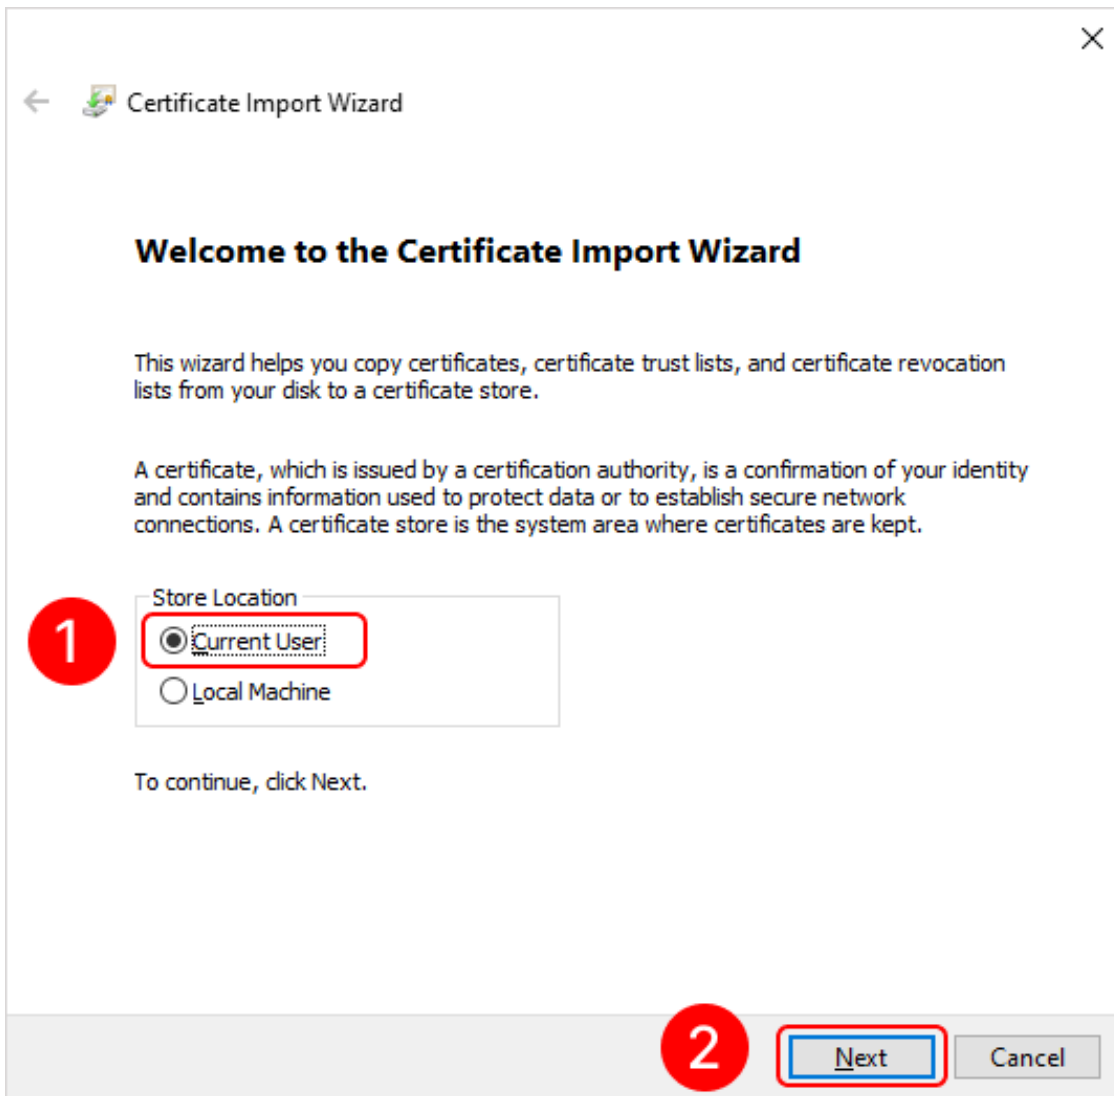 Certificate Import Wizard
Welcome to the Certificate Import Wizard
This wizard helps you copy certificates, certificate trust lists, and certificate revocation
lists from your disk to a certificate store.
A certificate, which is issued by a certification authority, is a confirmation of your identity
and contains information used to protect data or to establish secure network
connections. A certificate store is the system area where certificates are kept.
Store Location
1
Current User
Local Machine
To continue, click Next.
2
Next
Cancel